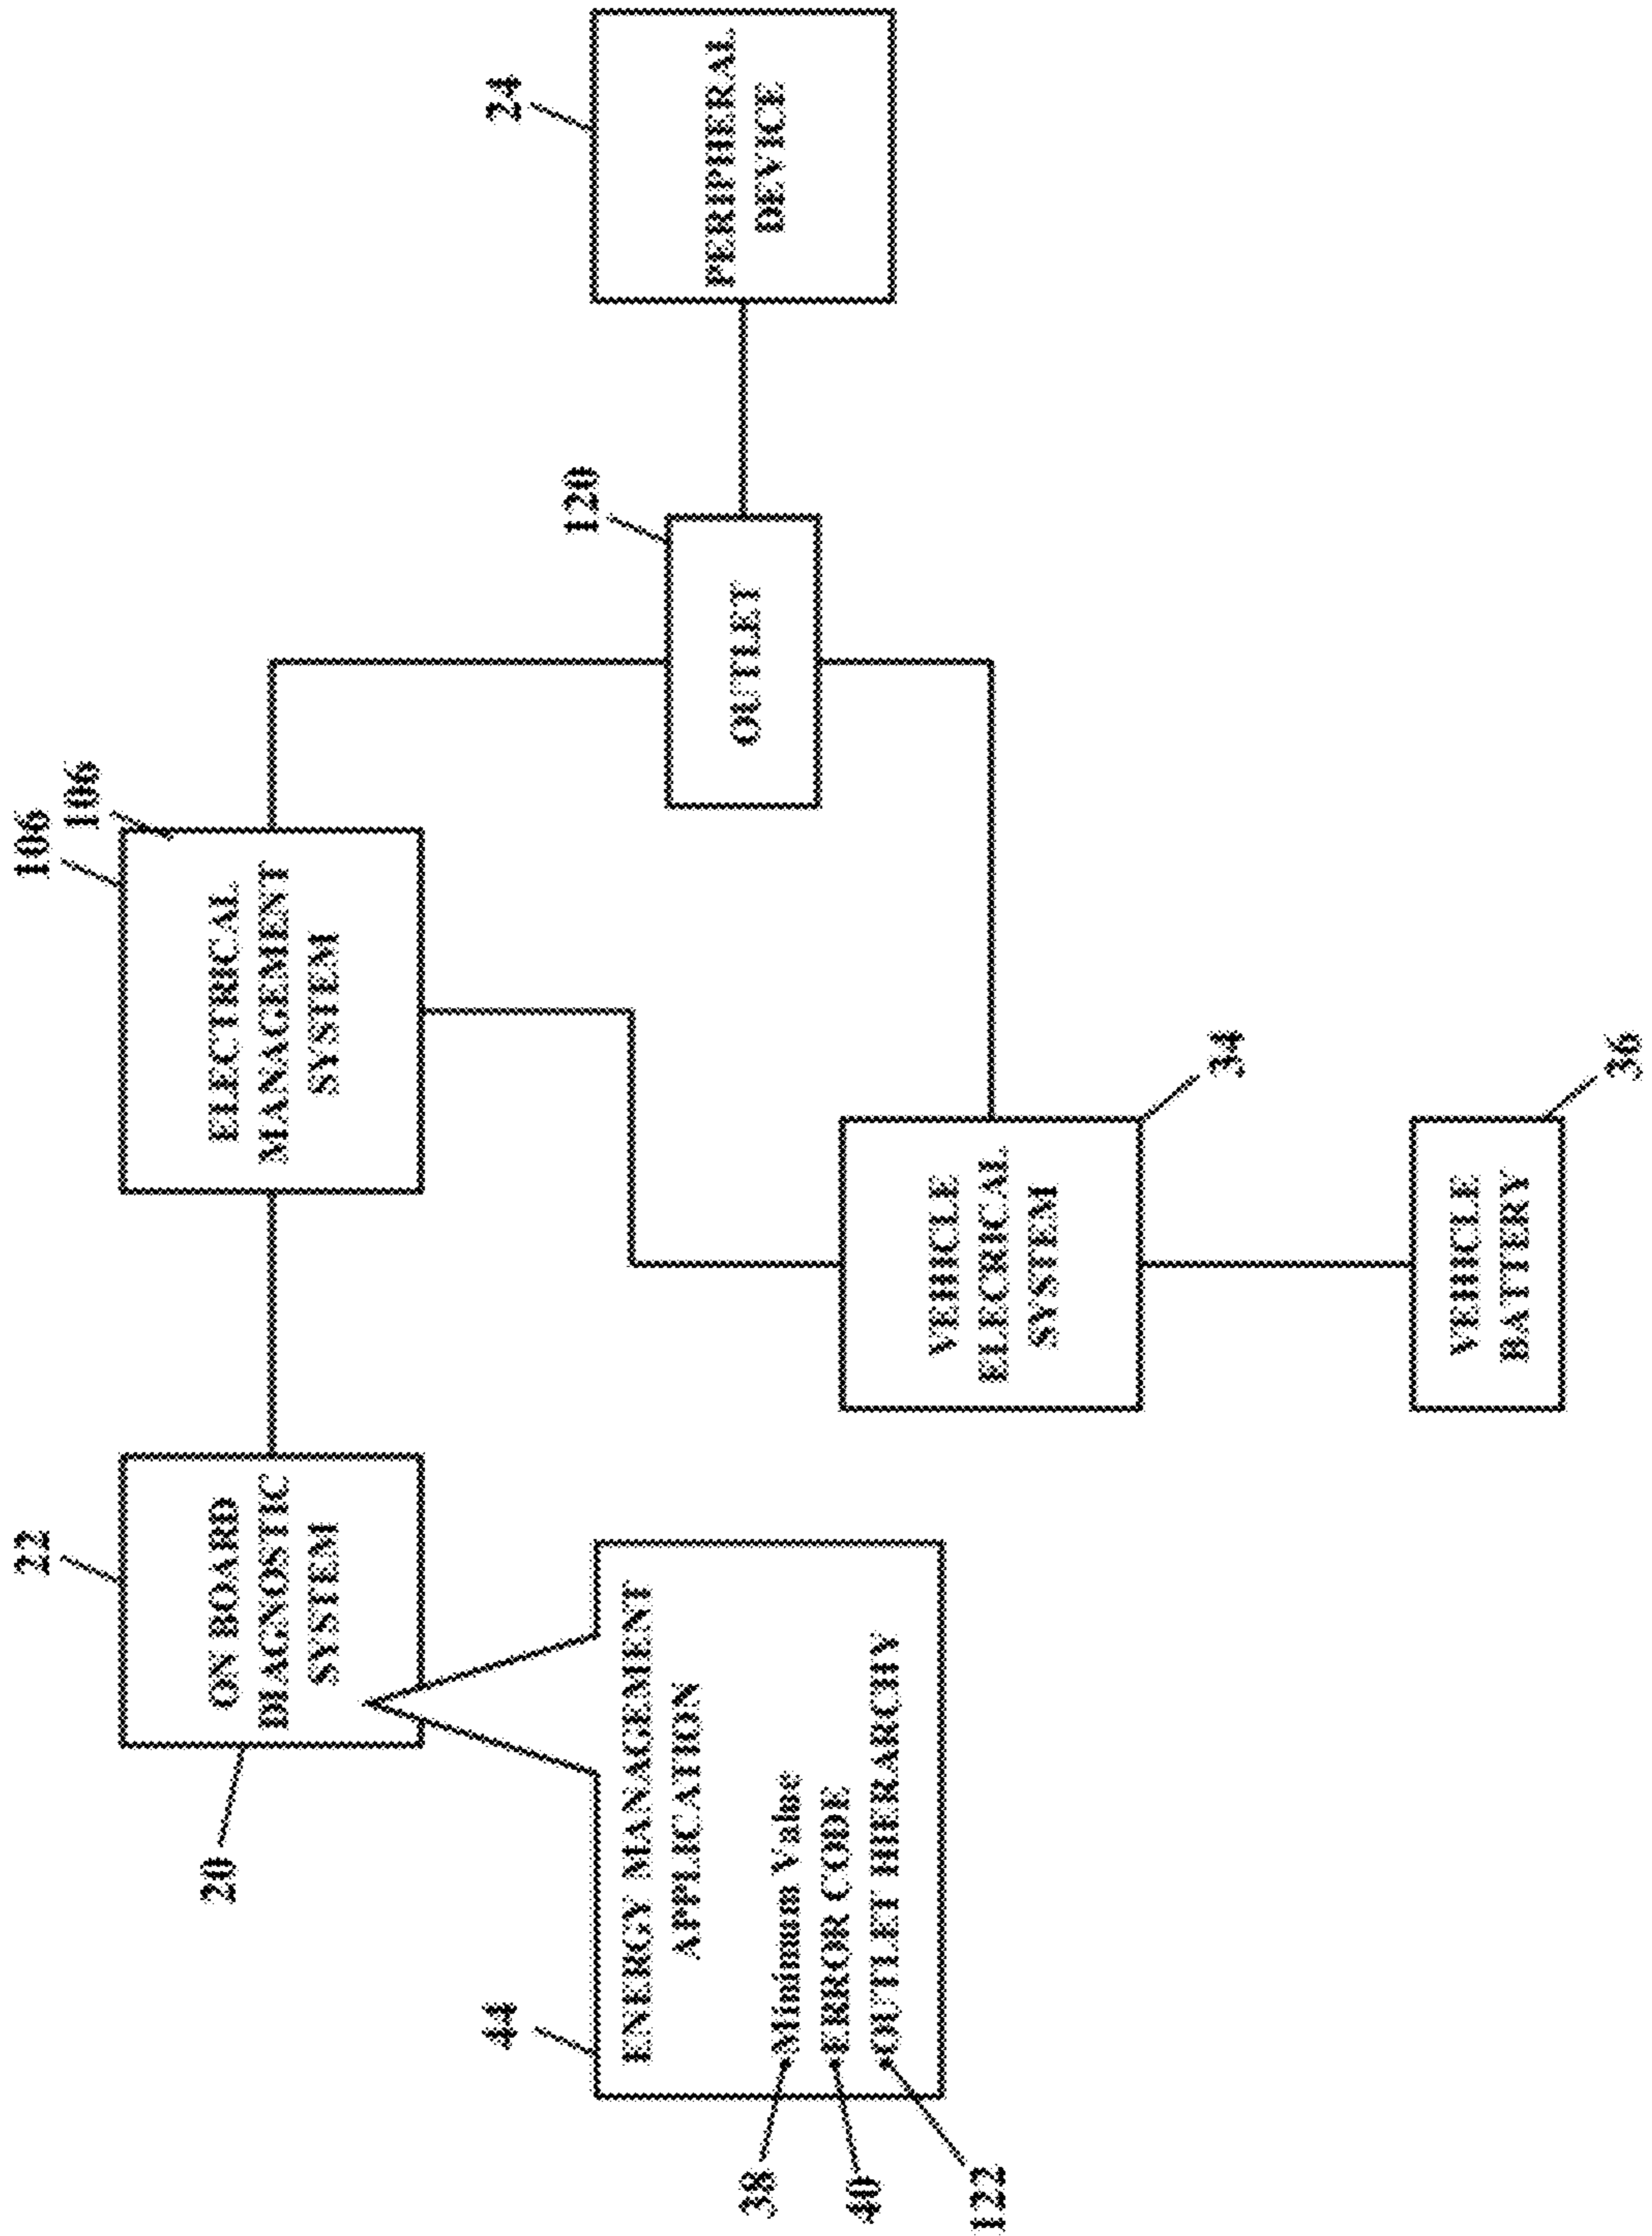 22
20
ON BOARD
DIAGNOSTIC
SYSTEM
106
106
ELECTRICAL
MANAGEMENT
SYSTEM
44
ENERGY MANAGEMENT
APPLICATION
38
•Minimum Value
40
•ERROR CODE
122
•OUTLET HIERARCHY
120
OUTLET
24
PERIPHERAL
DEVICE
VEHICLE
ELECRICAL
SYSTEM
34
VEHICLE
BATTERY
36